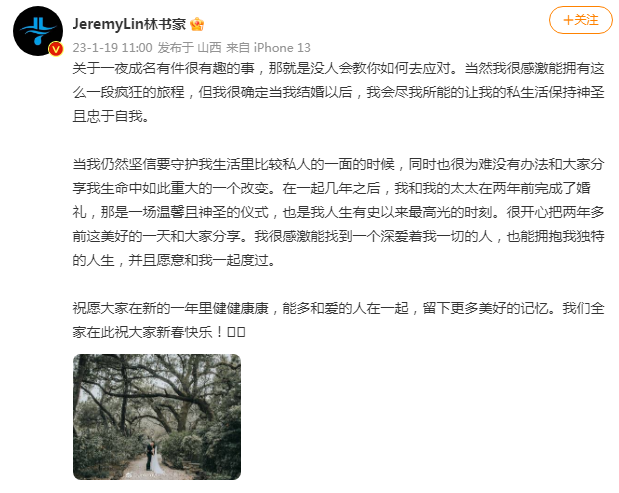 JeremyLin林书豪
+关注
23-1-19 11:00 发布于 山西 来自 iPhone 13
关于一夜成名有件很有趣的事，那就是没人会教你如何去应对。当然我很感激能拥有这
么一段疯狂的旅程，但我很确定当我结婚以后，我会尽我所能的让我的私生活保持神圣
且忠于自我。
当我仍然坚信要守护我生活里比较私人的一面的时候，同时也很为难没有办法和大家分
享我生命中如此重大的一个改变。在一起几年之后，我和我的太太在两年前完成了婚
礼，那是一场温馨且神圣的仪式，也是我人生有史以来最高光的时刻。很开心把两年多
前这美好的一天和大家分享。我很感激能找到一个深爱着我一切的人，也能拥抱我独特
的人生，并且愿意和我一起度过。
祝愿大家在新的一年里健健康康，能多和爱的人在一起，留下更多美好的记忆。我们全
家在此祝大家新春快乐！